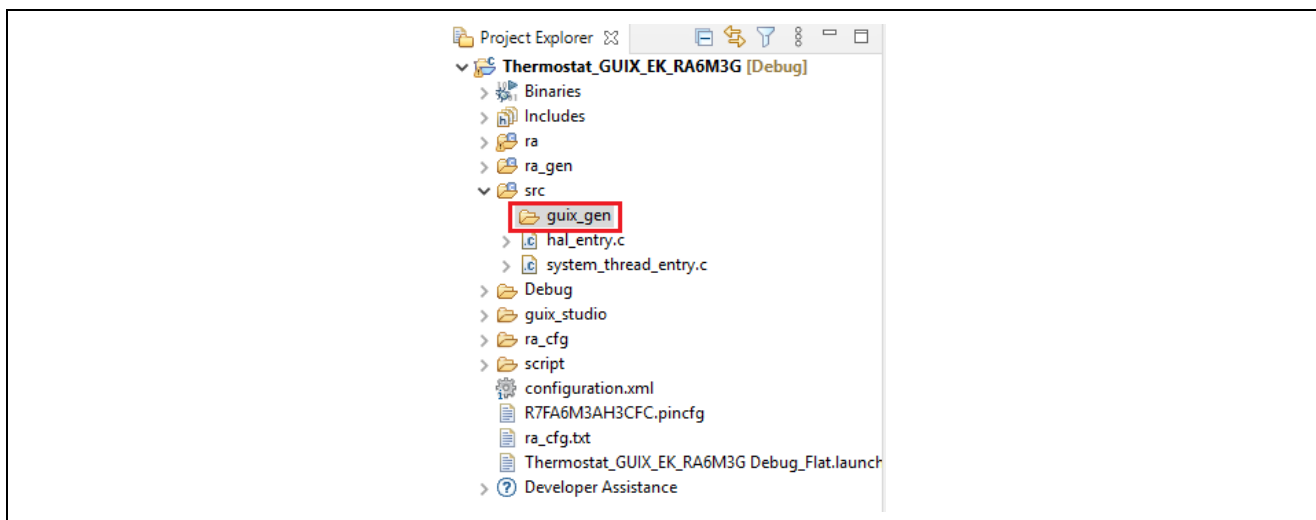 Project Explorer
Thermostat_GUIX_EK_RA6M3G [Debug]
Binaries
Includes
ra
ra_gen
src
guix_gen
hal_entry.c
system_thread_entry.c
Debug
guix_studio
ra_cfg
script
configuration.xml
R7FA6M3AH3CFC.pincfg
ra_cfg.txt
Thermostat_GUIX_EK_RA6M3G Debug_Flat.launch
Developer Assistance